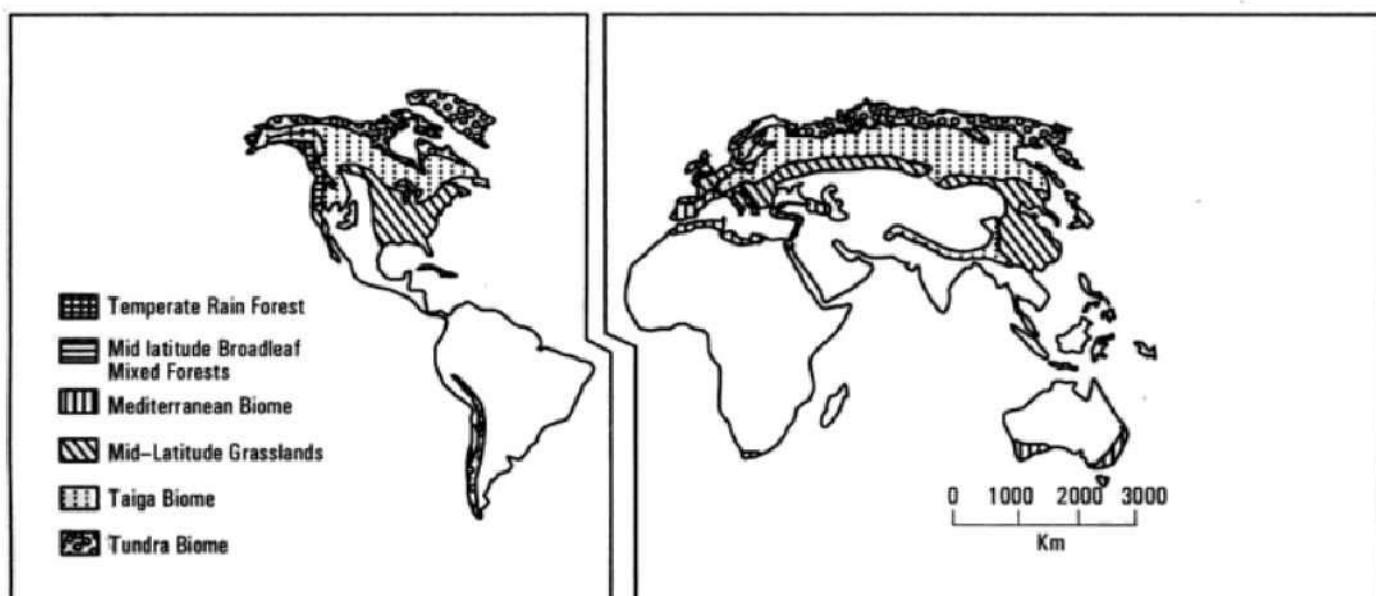 Temperate Rain Forest
Mid latitude Broadleaf
Mixed Forests
Mediterranean Biome
Mid-Latitude Grasslands
Taiga Biome
Tundra Biome
0 1000 2000 3000
Km